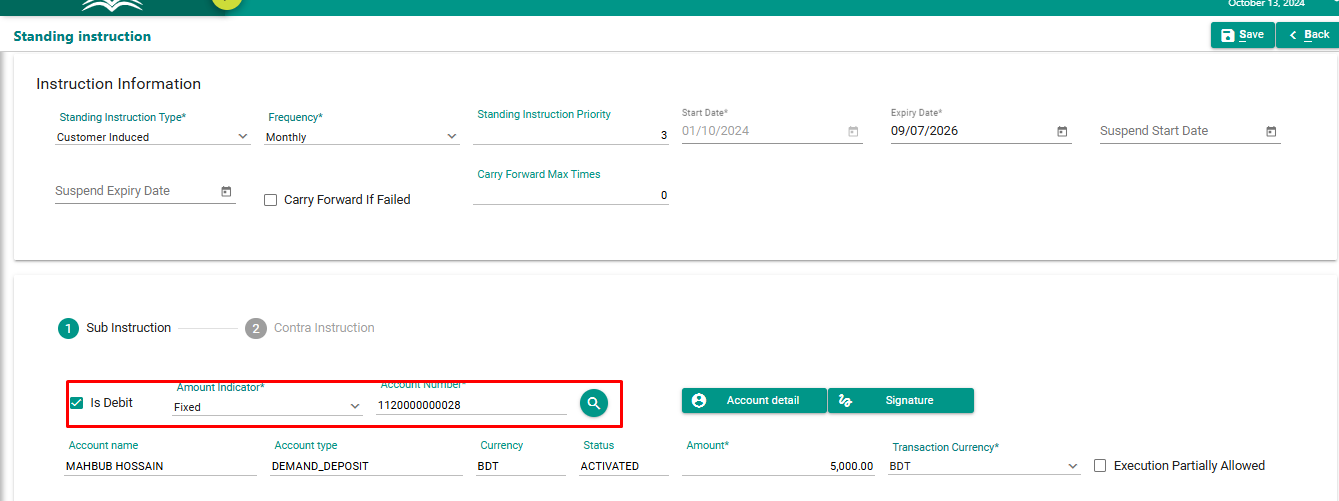 October 13, 2024
Standing instruction
Save
Back
Instruction Information
Standing Instruction Type* Frequency* Standing Instruction Priority Start Date* Expiry Date*
Customer Induced Monthly 3 01/10/2024 09/07/2026 Suspend Start Date
Carry Forward Max Times
Suspend Expiry Date Carry Forward If Failed 0
1 Sub Instruction 2 Contra Instruction
Amount Indicator* Account Number*
Is Debit Fixed 1120000000028 Account detail Signature
Account name Account type Currency Status Amount* Transaction Currency*
MAHBUB HOSSAIN DEMAND_DEPOSIT BDT ACTIVATED 5,000.00 BDT Execution Partially Allowed